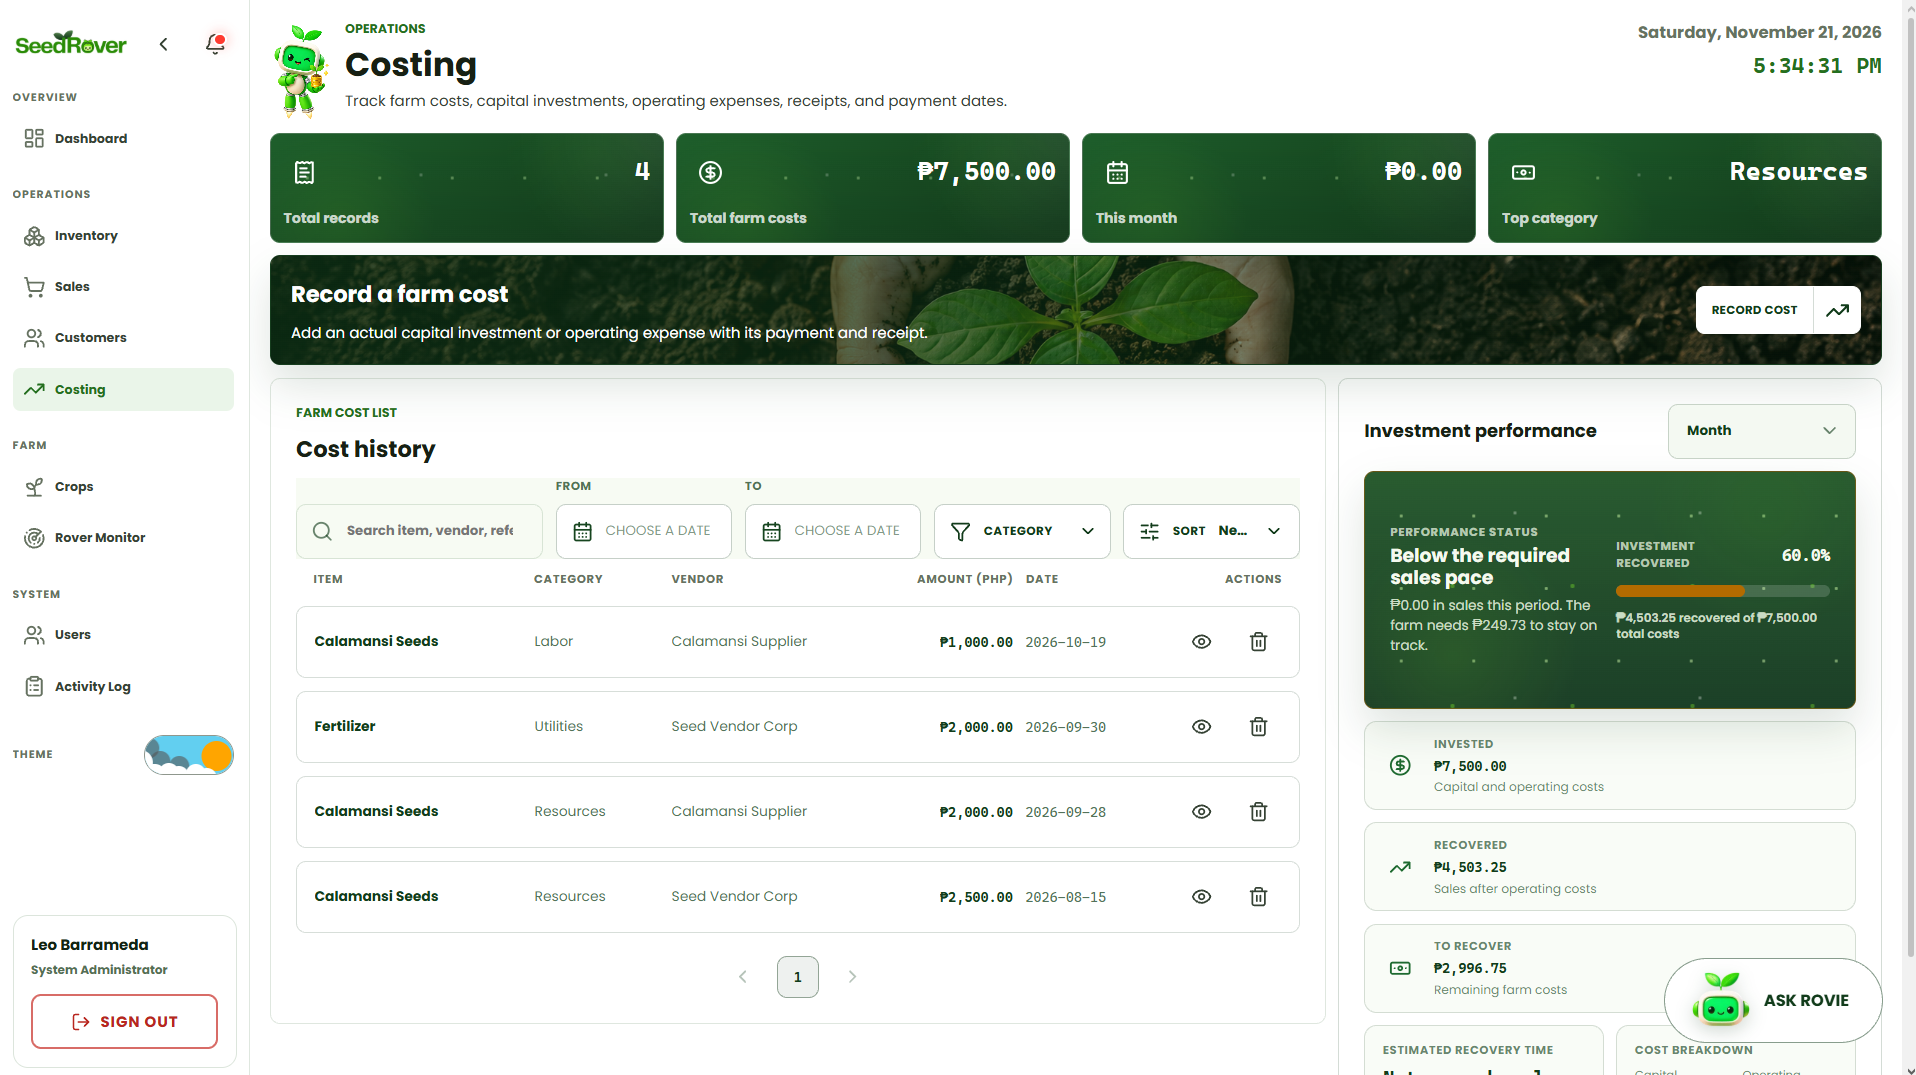 SeedRover
OVERVIEW
Dashboard
OPERATIONS
Inventory
Sales
Customers
Costing
FARM
Crops
Rover Monitor
SYSTEM
Users
Activity Log
THEME
Leo Barrameda
System Administrator
SIGN OUT
OPERATIONS
Costing
Track farm costs, capital investments, operating expenses, receipts, and payment dates.
Saturday, November 21, 2026
5:34:31 PM
4
Total records
₱7,500.00
Total farm costs
₱0.00
This month
Resources
Top category
Record a farm cost
Add an actual capital investment or operating expense with its payment and receipt.
RECORD COST
FARM COST LIST
Cost history
FROM
TO
Search item, vendor, refe
CHOOSE A DATE
CHOOSE A DATE
CATEGORY
SORT Ne...
ITEM CATEGORY VENDOR AMOUNT (PHP) DATE ACTIONS
Calamansi Seeds Labor Calamansi Supplier ₱1,000.00 2026-10-19
Fertilizer Utilities Seed Vendor Corp ₱2,000.00 2026-09-30
Calamansi Seeds Resources Calamansi Supplier ₱2,000.00 2026-09-28
Calamansi Seeds Resources Seed Vendor Corp ₱2,500.00 2026-08-15
1
Investment performance
Month
PERFORMANCE STATUS
Below the required
sales pace
₱0.00 in sales this period. The
farm needs ₱249.73 to stay on
track.
INVESTMENT
RECOVERED
60.0%
₱4,503.25 recovered of ₱7,500.00
total costs
INVESTED
₱7,500.00
Capital and operating costs
RECOVERED
₱4,503.25
Sales after operating costs
TO RECOVER
₱2,996.75
Remaining farm costs
ASK ROVIE
ESTIMATED RECOVERY TIME
COST BREAKDOWN
Capital Operating